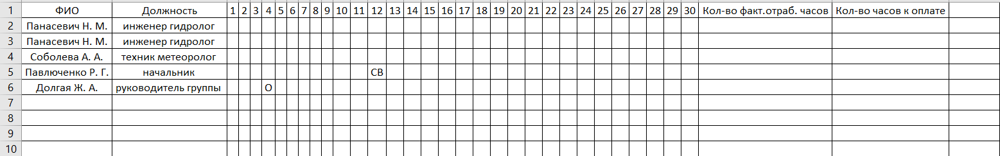 1 ФИО Должность 1 2 3 4 5 6 7 8 9 10 11 12 13 14 15 16 17 18 19 20 21 22 23 24 25 26 27 28 29 30 Кол-во факт.отраб. часов Кол-во часов к оплате
2 Панасевич Н. М. инженер гидролог
3 Панасевич Н. М. инженер гидролог
4 Соболева А. А. техник метеоролог
5 Павлюченко Р. Г. начальник СВ
6 Долгая Ж. А. руководитель группы О
7
8
9
10